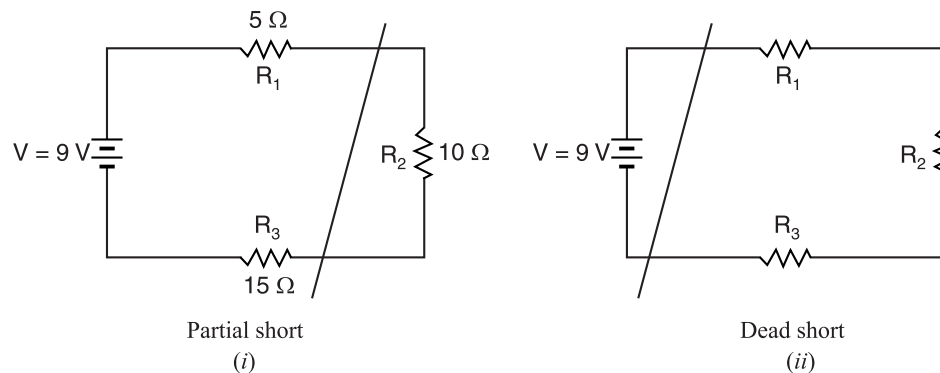 5 Ω
R1
V = 9 V
R2
10 Ω
R3
15 Ω
Partial short
(i)
R1
V = 9 V
R2
R3
Dead short
(ii)